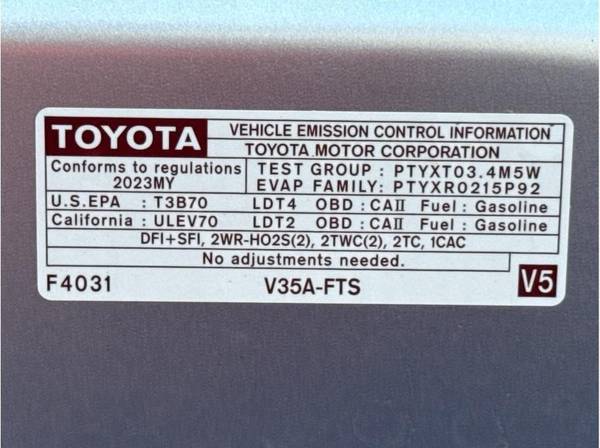 TOYOTA
VEHICLE EMISSION CONTROL INFORMATION
TOYOTA MOTOR CORPORATION
Conforms to regulations
2023MY
TEST GROUP : PTYXT03.4M5W
EVAP FAMILY: PTYXR0215P92
U.S.EPA : T3B70 LDT4 OBD : CAII Fuel : Gasoline
California : ULEV70 LDT2 OBD : CAII Fuel : Gasoline
DFI+SFI, 2WR-HO2S(2), 2TWC(2), 2TC, 1CAC
No adjustments needed.
F4031 V35A-FTS V5